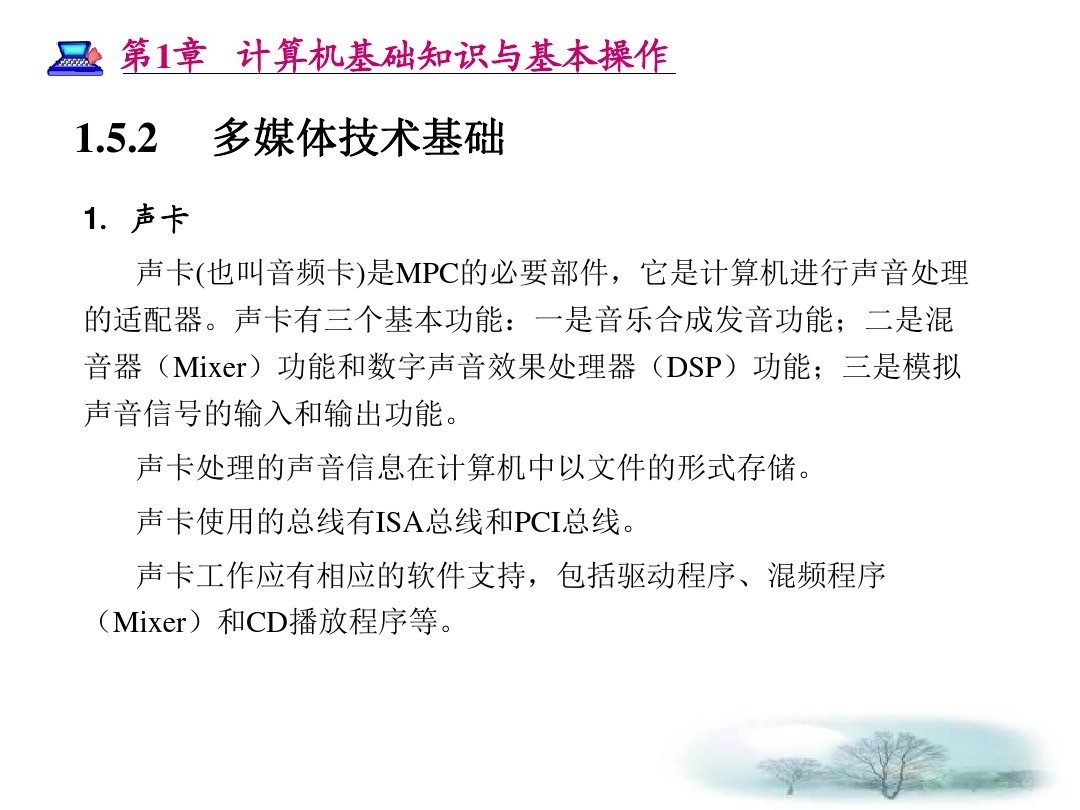 第1章 计算机基础知识与基本操作
1.5.2 多媒体技术基础
1. 声卡
声卡(也叫音频卡)是MPC的必要部件，它是计算机进行声音处理
的适配器。声卡有三个基本功能：一是音乐合成发音功能；二是混
音器（Mixer）功能和数字声音效果处理器（DSP）功能；三是模拟
声音信号的输入和输出功能。
声卡处理的声音信息在计算机中以文件的形式存储。
声卡使用的总线有ISA总线和PCI总线。
声卡工作应有相应的软件支持，包括驱动程序、混频程序
（Mixer）和CD播放程序等。